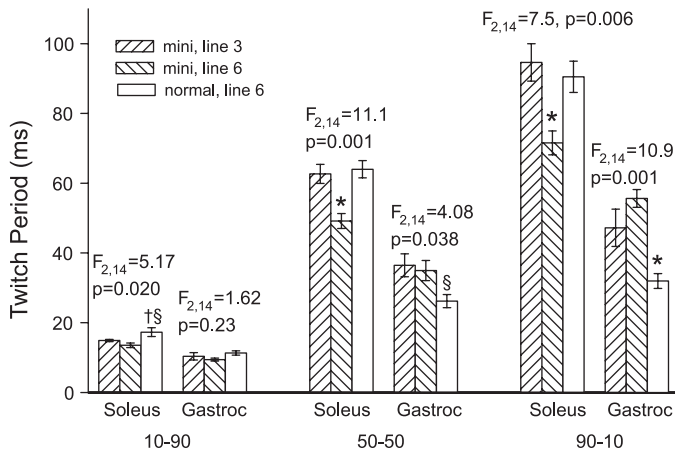 Twitch Period (ms)
100
80
60
40
20
0
mini, line 3
mini, line 6
normal, line 6
F2,14=5.17
p=0.020
†§
F2,14=1.62
p=0.23
F2,14=11.1
p=0.001
*
F2,14=4.08
p=0.038
§
F2,14=7.5, p=0.006
*
F2,14=10.9
p=0.001
*
Soleus Gastroc Soleus Gastroc Soleus Gastroc
10-90 50-50 90-10